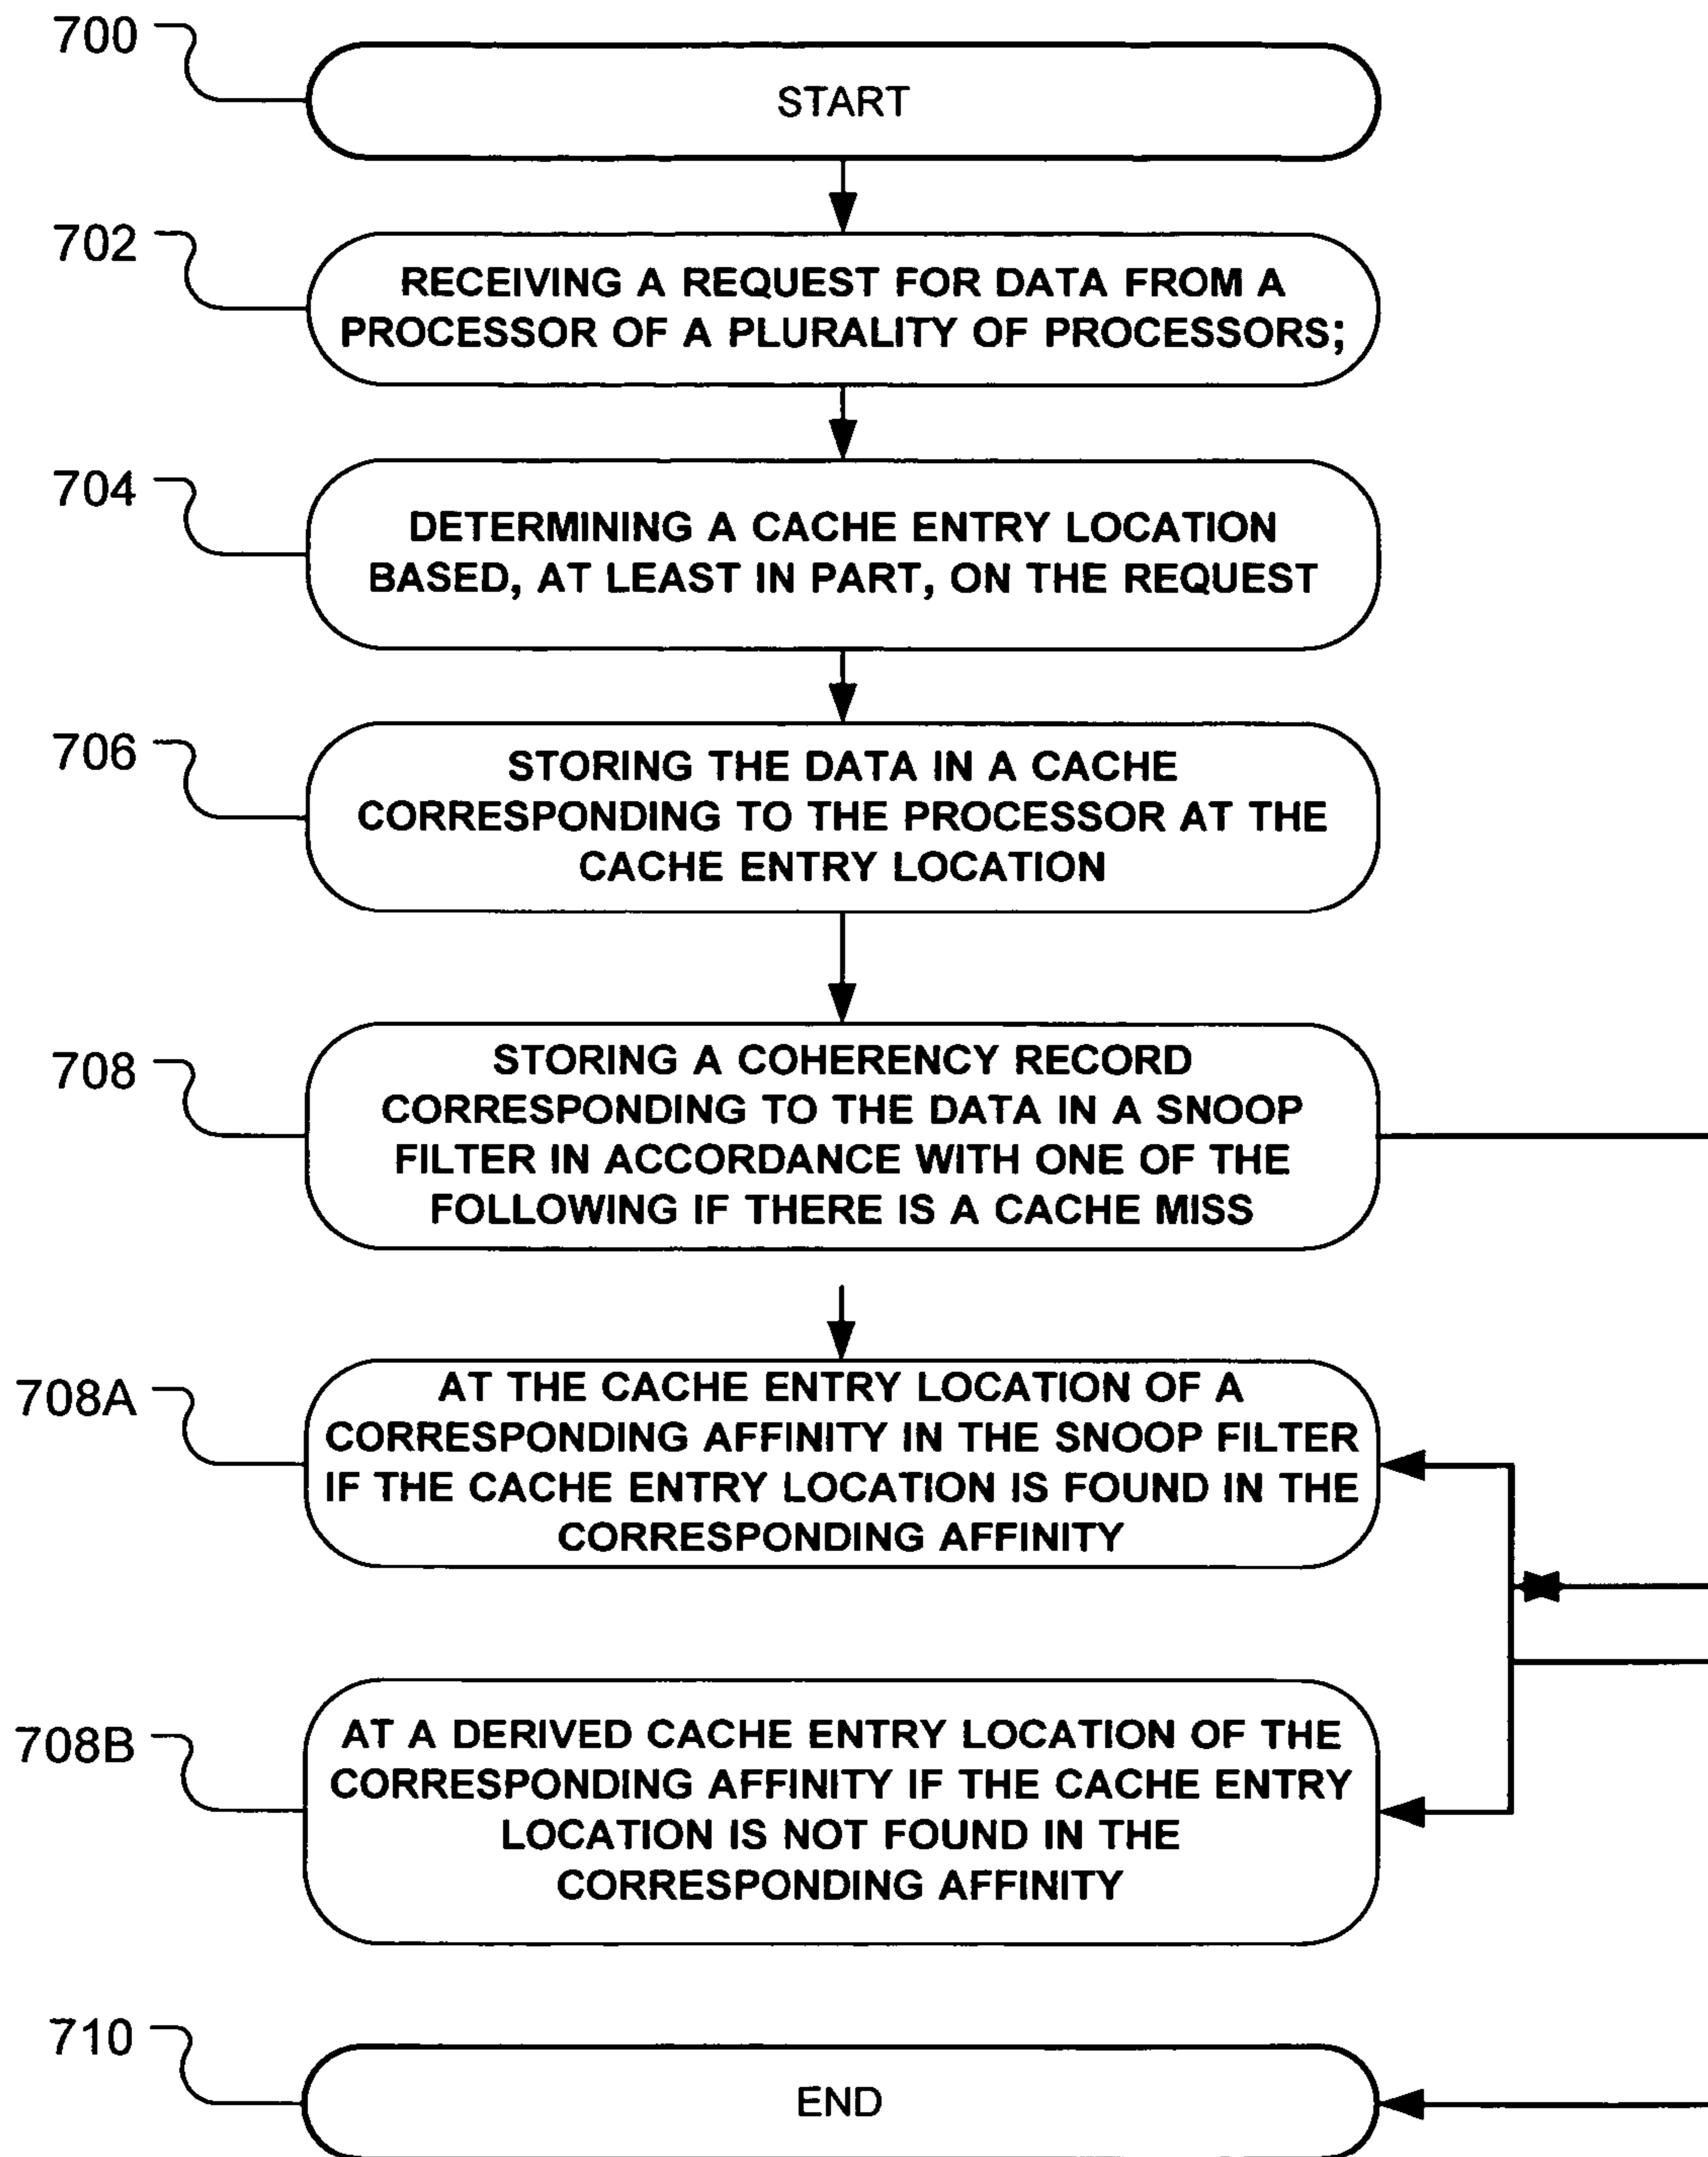 700
START
702
RECEIVING A REQUEST FOR DATA FROM A
PROCESSOR OF A PLURALITY OF PROCESSORS;
704
DETERMINING A CACHE ENTRY LOCATION
BASED, AT LEAST IN PART, ON THE REQUEST
706
STORING THE DATA IN A CACHE
CORRESPONDING TO THE PROCESSOR AT THE
CACHE ENTRY LOCATION
708
STORING A COHERENCY RECORD
CORRESPONDING TO THE DATA IN A SNOOP
FILTER IN ACCORDANCE WITH ONE OF THE
FOLLOWING IF THERE IS A CACHE MISS
708A
AT THE CACHE ENTRY LOCATION OF A
CORRESPONDING AFFINITY IN THE SNOOP FILTER
IF THE CACHE ENTRY LOCATION IS FOUND IN THE
CORRESPONDING AFFINITY
708B
AT A DERIVED CACHE ENTRY LOCATION OF THE
CORRESPONDING AFFINITY IF THE CACHE ENTRY
LOCATION IS NOT FOUND IN THE
CORRESPONDING AFFINITY
710
END